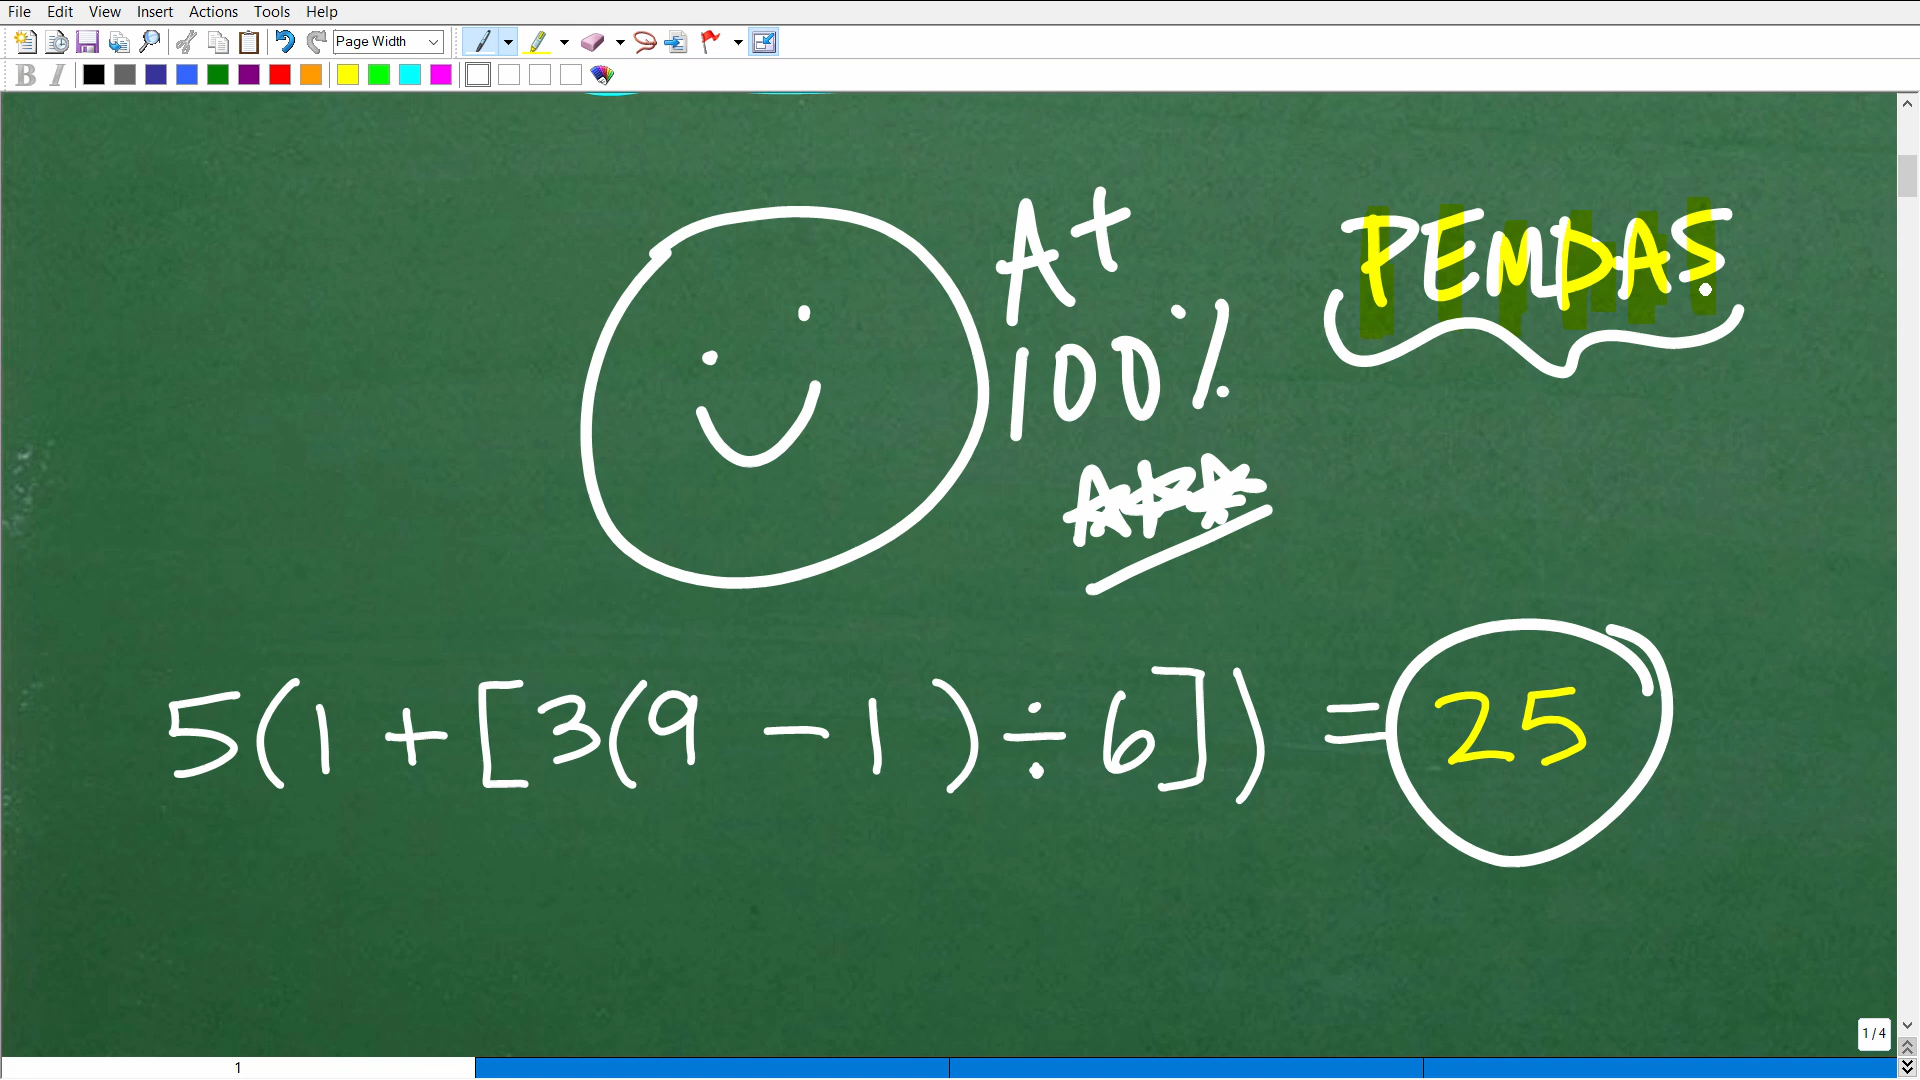 File Edit View Insert Actions Tools Help
Page Width
B I
A+
100%
PEMDAS
5(1 + [3(9 - 1) ÷ 6]) = 25
1 / 4
1